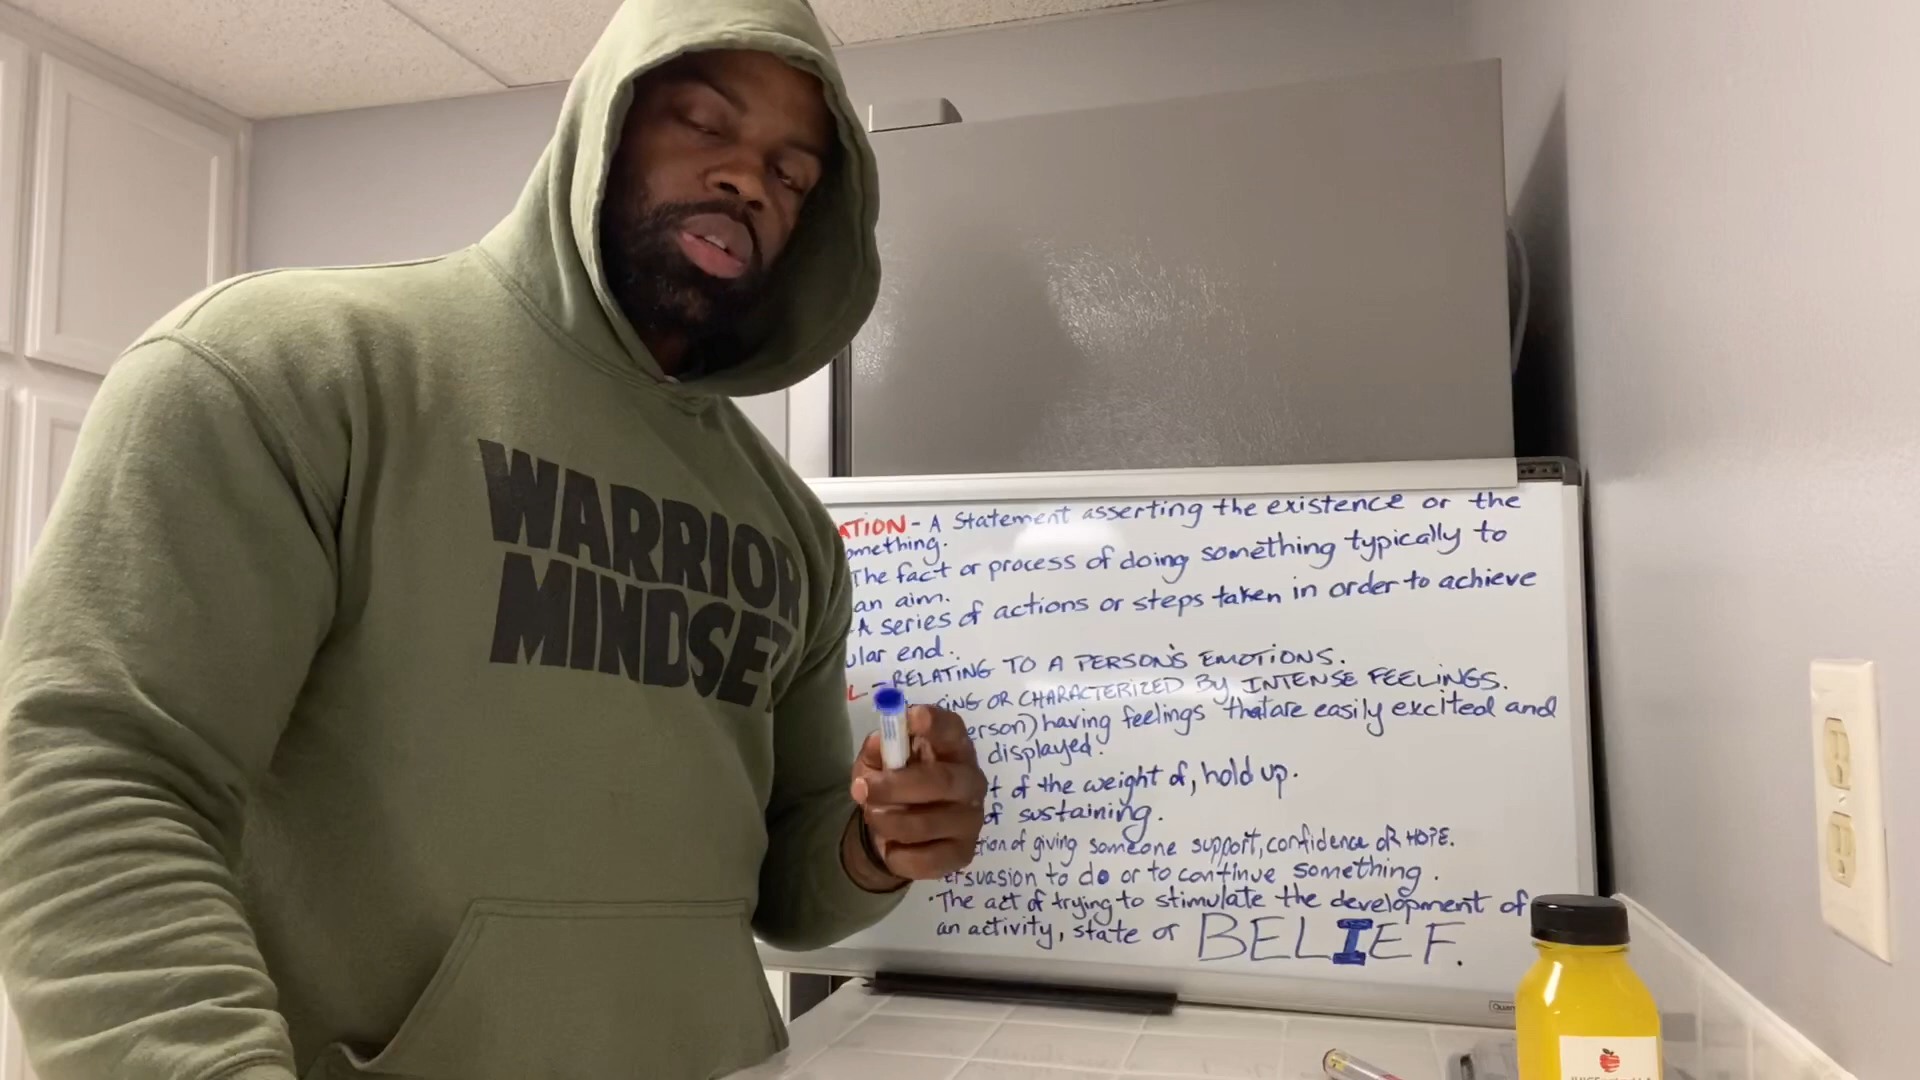 WARRIOR
MINDSET
ATION - A Statement asserting the existence or the
omething.
The fact or process of doing something typically to
an aim.
A series of actions or steps taken in order to achieve
ular end.
L - RELATING TO A PERSON'S EMOTIONS.
SING OR CHARACTERIZED BY INTENSE FEELINGS.
erson) having feelings that are easily excited and
displayed.
t of the weight of, hold up.
of sustaining.
ction of giving someone support, confidence OR HOPE.
ersuasion to do or to continue something.
• The act of trying to stimulate the development of
an activity, state or BELIEF.